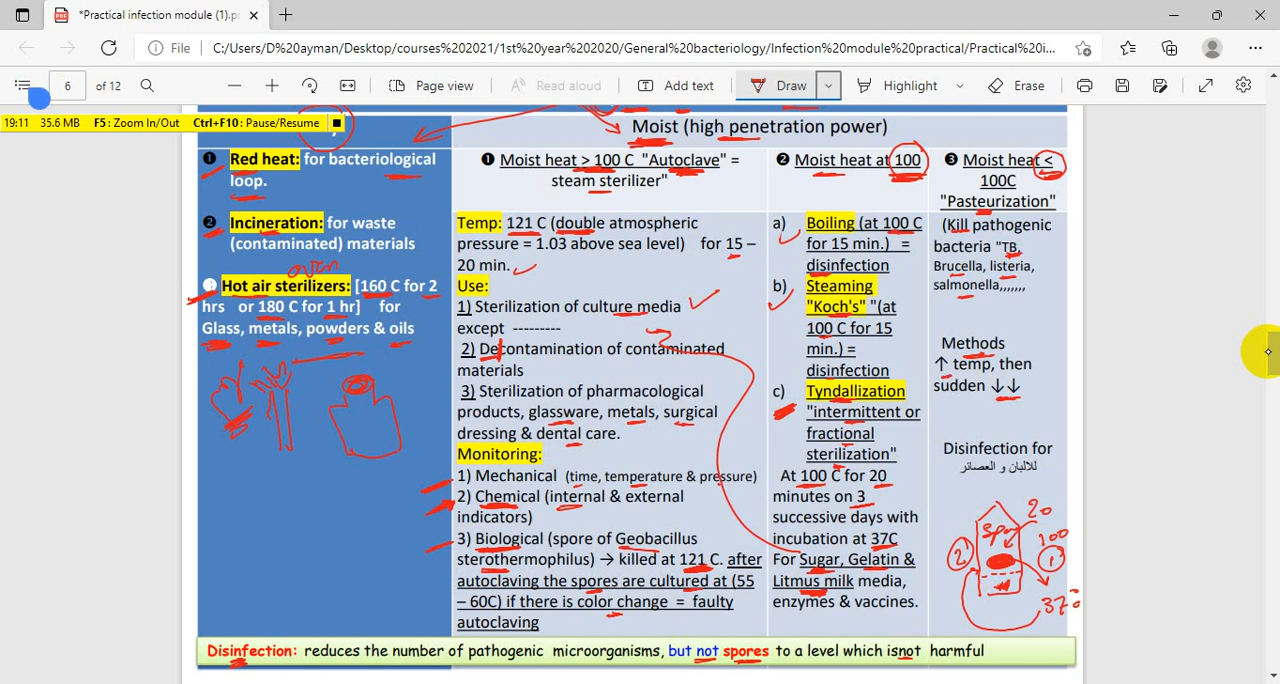 *Practical infection module (1).p
File
C:/Users/D%20ayman/Desktop/courses%202021/1st%20year%202020/General%20bacteriology/Infection%20module%20practical/Practical%20i...
6 of 12
Page view
Read aloud
Add text
Draw
Highlight
Erase
19:11 35.6 MB F5: Zoom In/Out Ctrl+F10: Pause/Resume
Moist (high penetration power)
❶ Red heat: for bacteriological
loop.
❷ Incineration: for waste
(contaminated) materials
oven
Hot air sterilizers: [160 C for 2
hrs or 180 C for 1 hr] for
Glass, metals, powders & oils
❶ Moist heat > 100 C "Autoclave" =
steam sterilizer"
Temp: 121 C (double atmospheric
pressure = 1.03 above sea level) for 15 –
20 min.
Use:
1) Sterilization of culture media
except ---------
2) Decontamination of contaminated
materials
3) Sterilization of pharmacological
products, glassware, metals, surgical
dressing & dental care.
Monitoring:
1) Mechanical (time, temperature & pressure)
2) Chemical (internal & external
indicators)
3) Biological (spore of Geobacillus
sterothermophilus) → killed at 121 C. after
autoclaving the spores are cultured at (55
– 60C) if there is color change = faulty
autoclaving
❷ Moist heat at 100
a) Boiling (at 100 C
for 15 min.) =
disinfection
b) Steaming
"Koch's" "(at
100 C for 15
min.) =
disinfection
c) Tyndallization
"intermittent or
fractional
sterilization"
At 100 C for 20
minutes on 3
successive days with
incubation at 37C
For Sugar, Gelatin &
Litmus milk media,
enzymes & vaccines.
❸ Moist heat <
100C
"Pasteurization"
(Kill pathogenic
bacteria "TB,
Brucella, listeria,
salmonella,,,,,,,
Methods
↑ temp, then
sudden ↓↓
Disinfection for
للالبان و العصائر
20
Spor
100
1
2
37
Disinfection: reduces the number of pathogenic microorganisms, but not spores to a level which isnot harmful